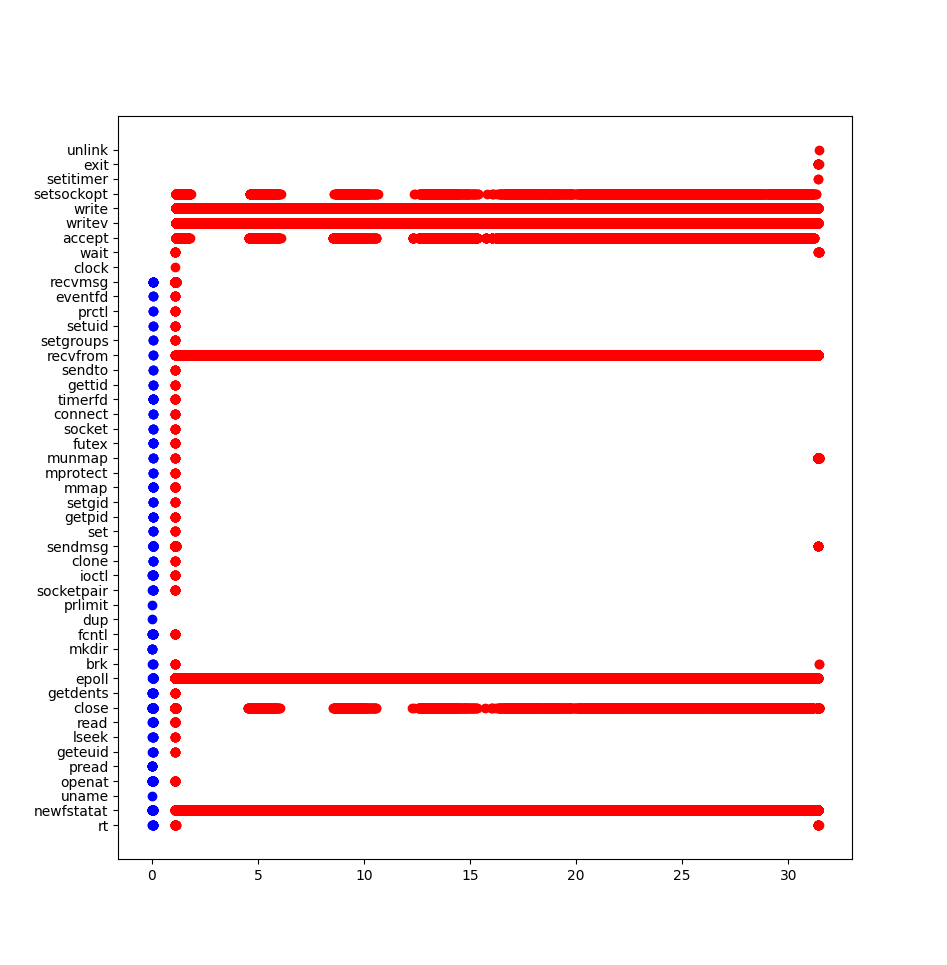 unlink
exit
setitimer
setsockopt
write
writev
accept
wait
clock
recvmsg
eventfd
prctl
setuid
setgroups
recvfrom
sendto
gettid
timerfd
connect
socket
futex
munmap
mprotect
mmap
setgid
getpid
set
sendmsg
clone
ioctl
socketpair
prlimit
dup
fcntl
mkdir
brk
epoll
getdents
close
read
lseek
geteuid
pread
openat
uname
newfstatat
rt
0 5 10 15 20 25 30